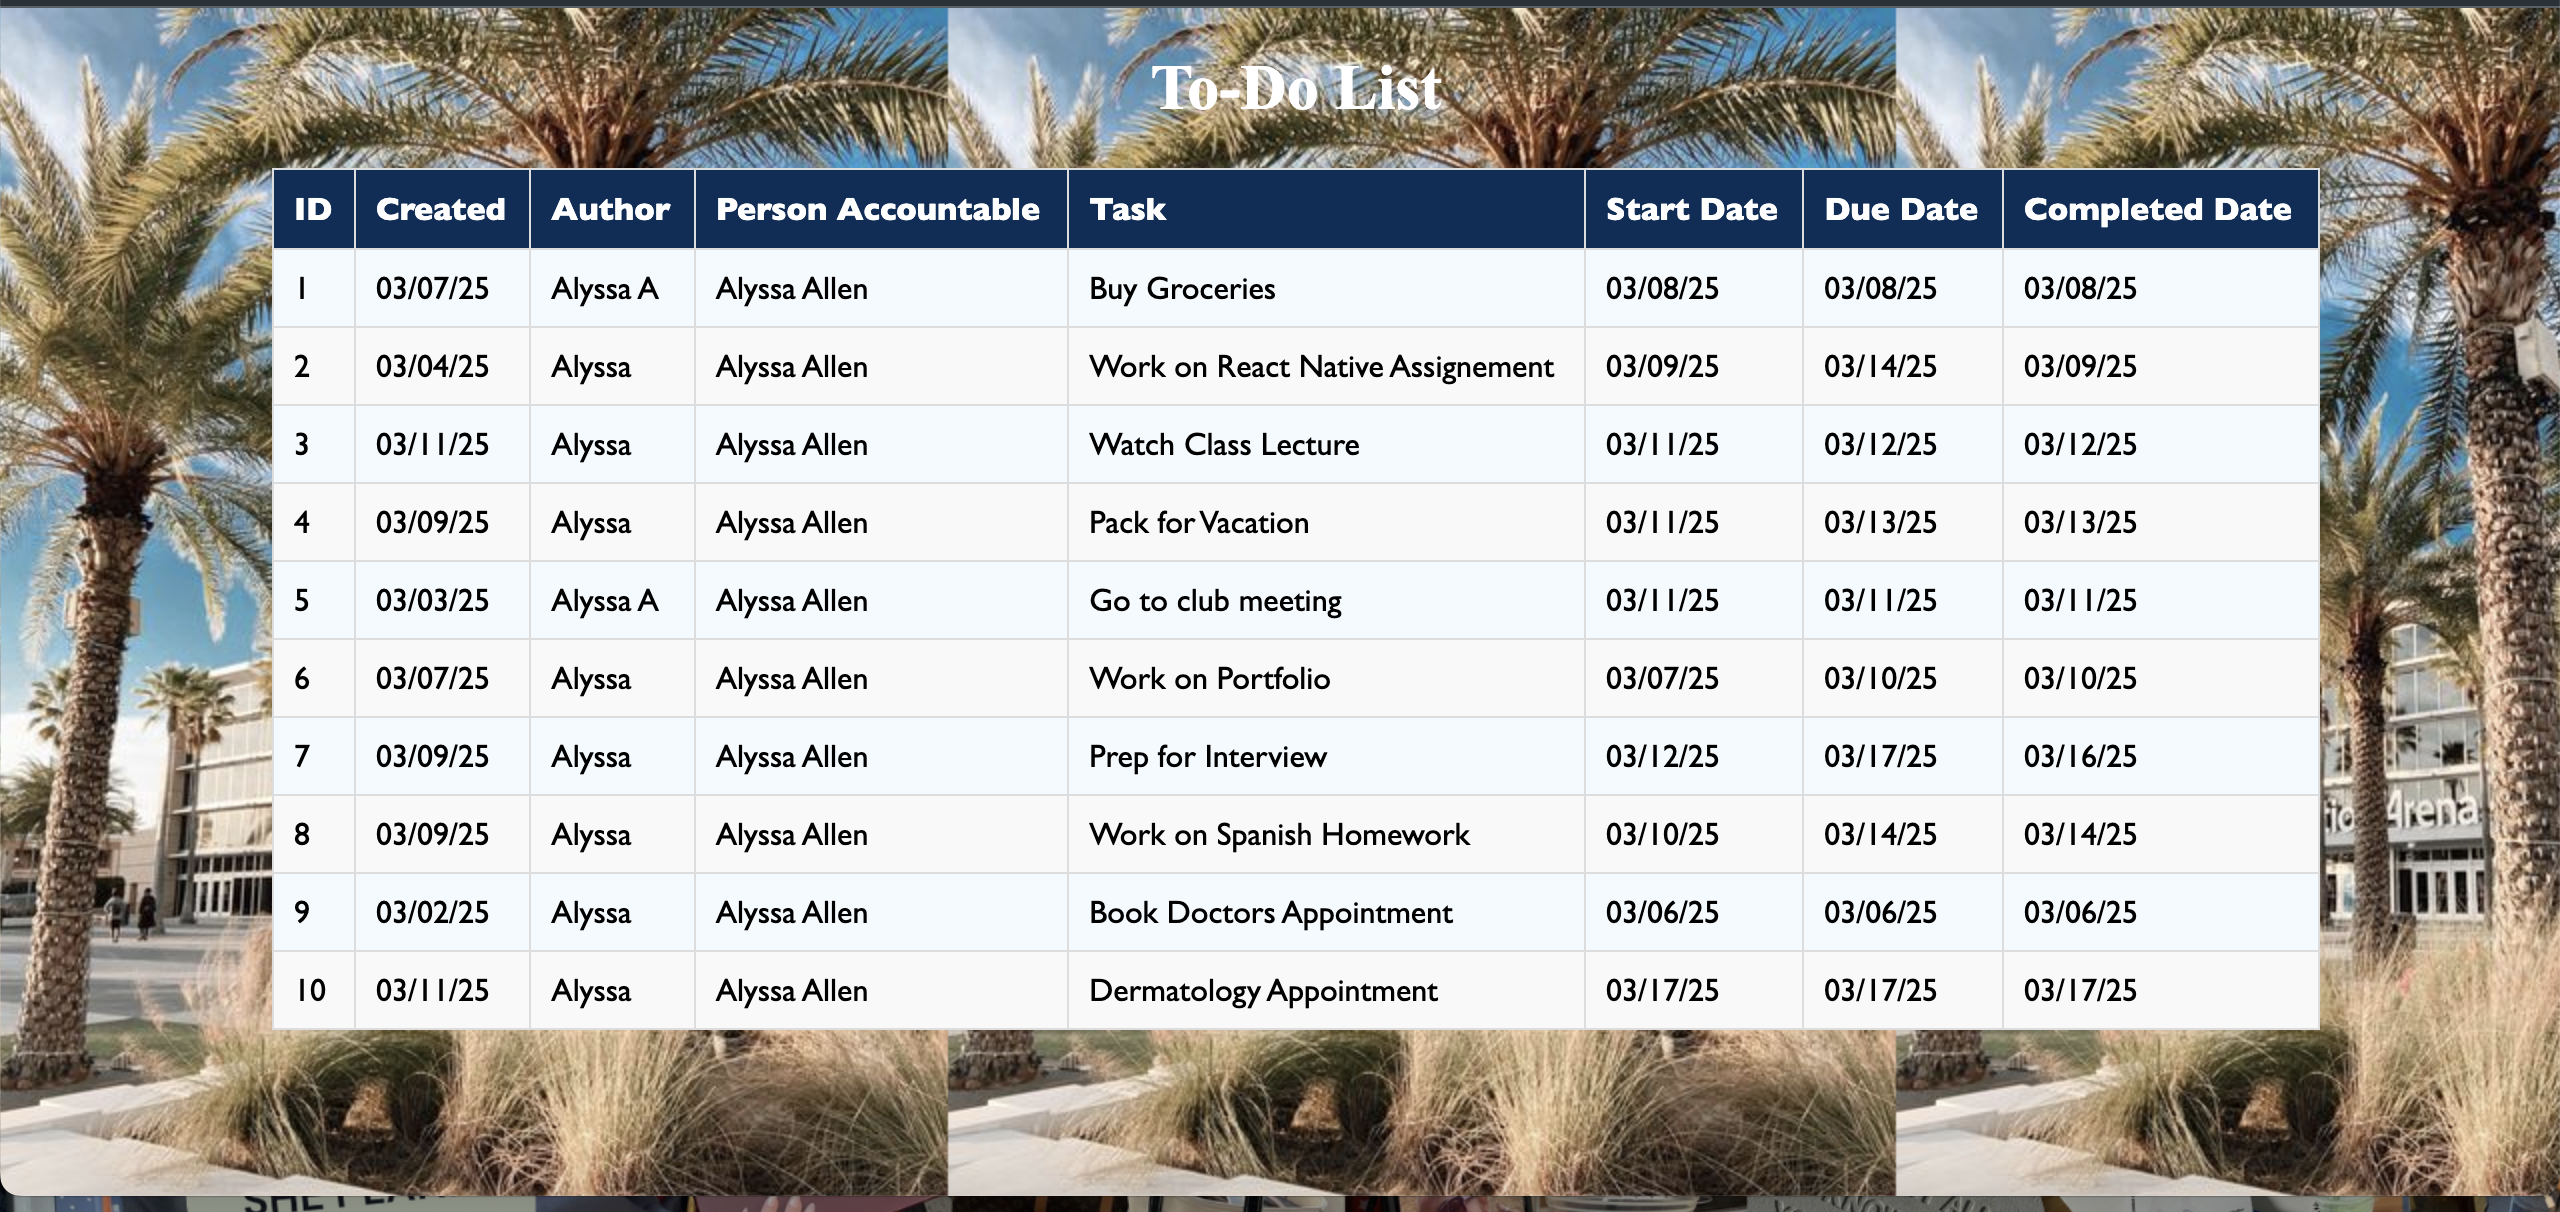 To-Do List
ID Created Author Person Accountable Task Start Date Due Date Completed Date
1 03/07/25 Alyssa A Alyssa Allen Buy Groceries 03/08/25 03/08/25 03/08/25
2 03/04/25 Alyssa Alyssa Allen Work on React Native Assignement 03/09/25 03/14/25 03/09/25
3 03/11/25 Alyssa Alyssa Allen Watch Class Lecture 03/11/25 03/12/25 03/12/25
4 03/09/25 Alyssa Alyssa Allen Pack for Vacation 03/11/25 03/13/25 03/13/25
5 03/03/25 Alyssa A Alyssa Allen Go to club meeting 03/11/25 03/11/25 03/11/25
6 03/07/25 Alyssa Alyssa Allen Work on Portfolio 03/07/25 03/10/25 03/10/25
7 03/09/25 Alyssa Alyssa Allen Prep for Interview 03/12/25 03/17/25 03/16/25
8 03/09/25 Alyssa Alyssa Allen Work on Spanish Homework 03/10/25 03/14/25 03/14/25
Arena
9 03/02/25 Alyssa Alyssa Allen Book Doctors Appointment 03/06/25 03/06/25 03/06/25
10 03/11/25 Alyssa Alyssa Allen Dermatology Appointment 03/17/25 03/17/25 03/17/25